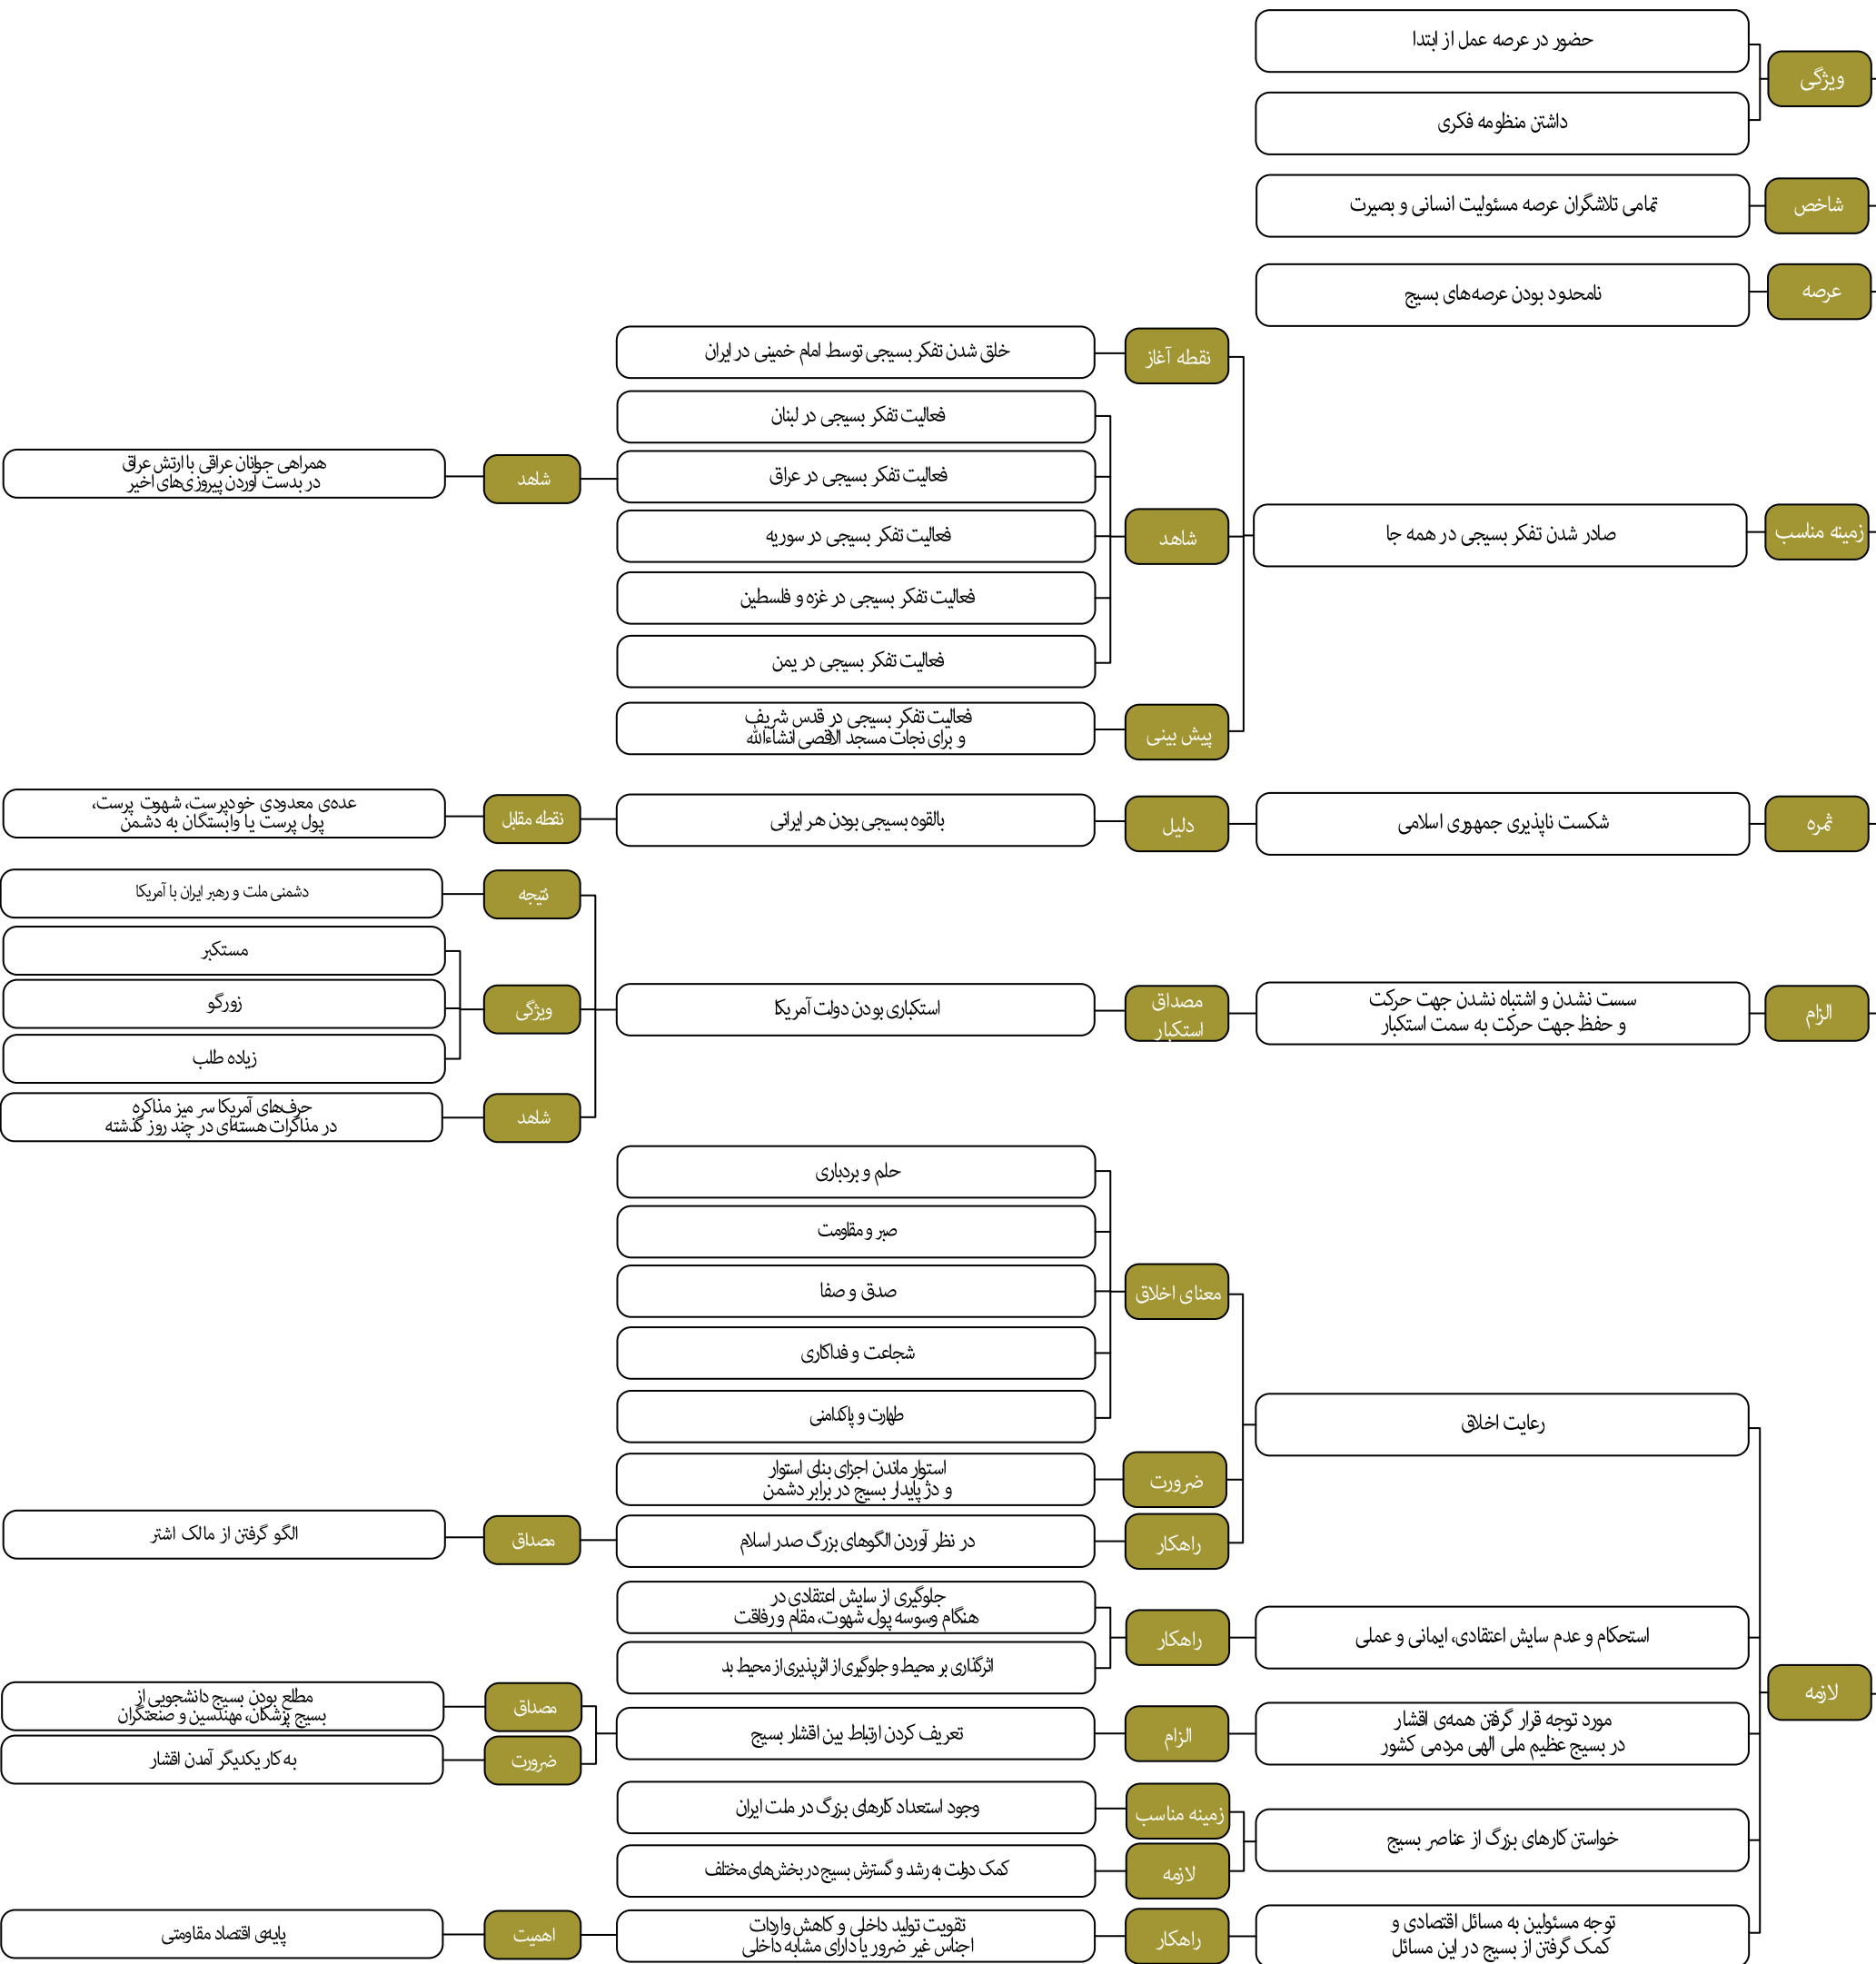 ویژگی
حضور در عرصه عمل از ابتدا
داشتن منظومه فکری
شاخص
تمامی تلاشگران عرصه مسئولیت انسانی و بصیرت
عرصه
نامحدود بودن عرصه‌های بسیج
زمینه مناسب
صادر شدن تفکر بسیجی در همه جا
نقطه آغاز
خلق شدن تفکر بسیجی توسط امام خمینی در ایران
شاهد
فعالیت تفکر بسیجی در لبنان
فعالیت تفکر بسیجی در عراق
شاهد
همراهی جوانان عراقی با ارتش عراق
در بدست آوردن پیروزی‌های اخیر
فعالیت تفکر بسیجی در سوریه
فعالیت تفکر بسیجی در غزه و فلسطین
فعالیت تفکر بسیجی در یمن
پیش بینی
فعالیت تفکر بسیجی در قدس شریف
و برای نجات مسجد الاقصی انشاءالله
ثمره
شکست ناپذیری جمهوری اسلامی
دلیل
بالقوه بسیجی بودن هر ایرانی
نقطه مقابل
عده‌ی معدودی خودپرست، شهوت پرست،
پول پرست یا وابستگان به دشمن
الزام
سست نشدن و اشتباه نشدن جهت حرکت
و حفظ جهت حرکت به سمت استکبار
مصداق
استکبار
استکباری بودن دولت آمریکا
نتیجه
دشمنی ملت و رهبر ایران با آمریکا
ویژگی
مستکبر
زورگو
زیاده طلب
شاهد
حرف‌های آمریکا سر میز مذاکره
در مذاکرات هسته‌ای در چند روز گذشته
لازمه
رعایت اخلاق
معنای اخلاق
حلم و بردباری
صبر و مقاومت
صدق و صفا
شجاعت و فداکاری
طهارت و پاکدامنی
ضرورت
استوار ماندن اجزای بنای استوار
و دژ پایدار بسیج در برابر دشمن
راهکار
در نظر آوردن الگوهای بزرگ صدر اسلام
مصداق
الگو گرفتن از مالک اشتر
استحکام و عدم سایش اعتقادی، ایمانی و عملی
راهکار
جلوگیری از سایش اعتقادی در
هنگام وسوسه پول، شهوت، مقام و رفاقت
اثرگذاری بر محیط و جلوگیری از اثرپذیری از محیط بد
مورد توجه قرار گرفتن همه‌ی اقشار
در بسیج عظیم ملی الهی مردمی کشور
الزام
تعریف کردن ارتباط بین اقشار بسیج
مصداق
مطلع بودن بسیج دانشجویی از
بسیج پزشکان، مهندسین و صنعتگران
ضرورت
به کار یکدیگر آمدن اقشار
خواستن کارهای بزرگ از عناصر بسیج
زمینه مناسب
وجود استعداد کارهای بزرگ در ملت ایران
لازمه
کمک دولت به رشد و گسترش بسیج در بخش‌های مختلف
توجه مسئولین به مسائل اقتصادی و
کمک گرفتن از بسیج در این مسائل
راهکار
تقویت تولید داخلی و کاهش واردات
اجناس غیر ضرور یا دارای مشابه داخلی
اهمیت
پایه‌ی اقتصاد مقاومتی